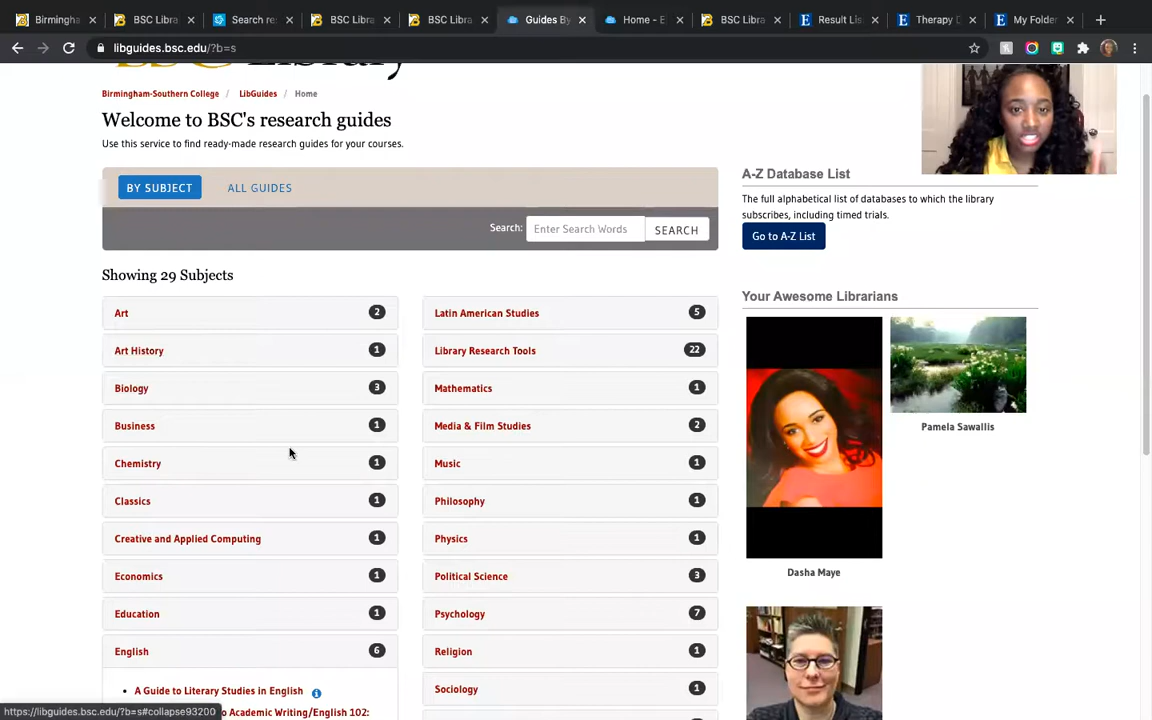 Birmingha
BSC Libra
Search re
BSC Libra
BSC Libra
Guides By
Home - E
BSC Libra
Result Lis
Therapy
My Folder
libguides.bsc.edu/?b=s
Library
Birmingham-Southern College / LibGuides / Home
Welcome to BSC's research guides
Use this service to find ready-made research guides for your courses.
BY SUBJECT ALL GUIDES
Search: Enter Search Words SEARCH
Showing 29 Subjects
Art 2
Art History 1
Biology 3
Business 1
Chemistry 1
Classics 1
Creative and Applied Computing 1
Economics 1
Education 1
English 6
• A Guide to Literary Studies in English
o Academic Writing/English 102:
Latin American Studies 5
Library Research Tools 22
Mathematics 1
Media & Film Studies 2
Music 1
Philosophy 1
Physics 1
Political Science 3
Psychology 7
Religion 1
Sociology 1
A-Z Database List
The full alphabetical list of databases to which the library
subscribes, including timed trials.
Go to A-Z List
Your Awesome Librarians
Dasha Maye
Pamela Sawallis
https://libguides.bsc.edu/?b=s#collapse93200